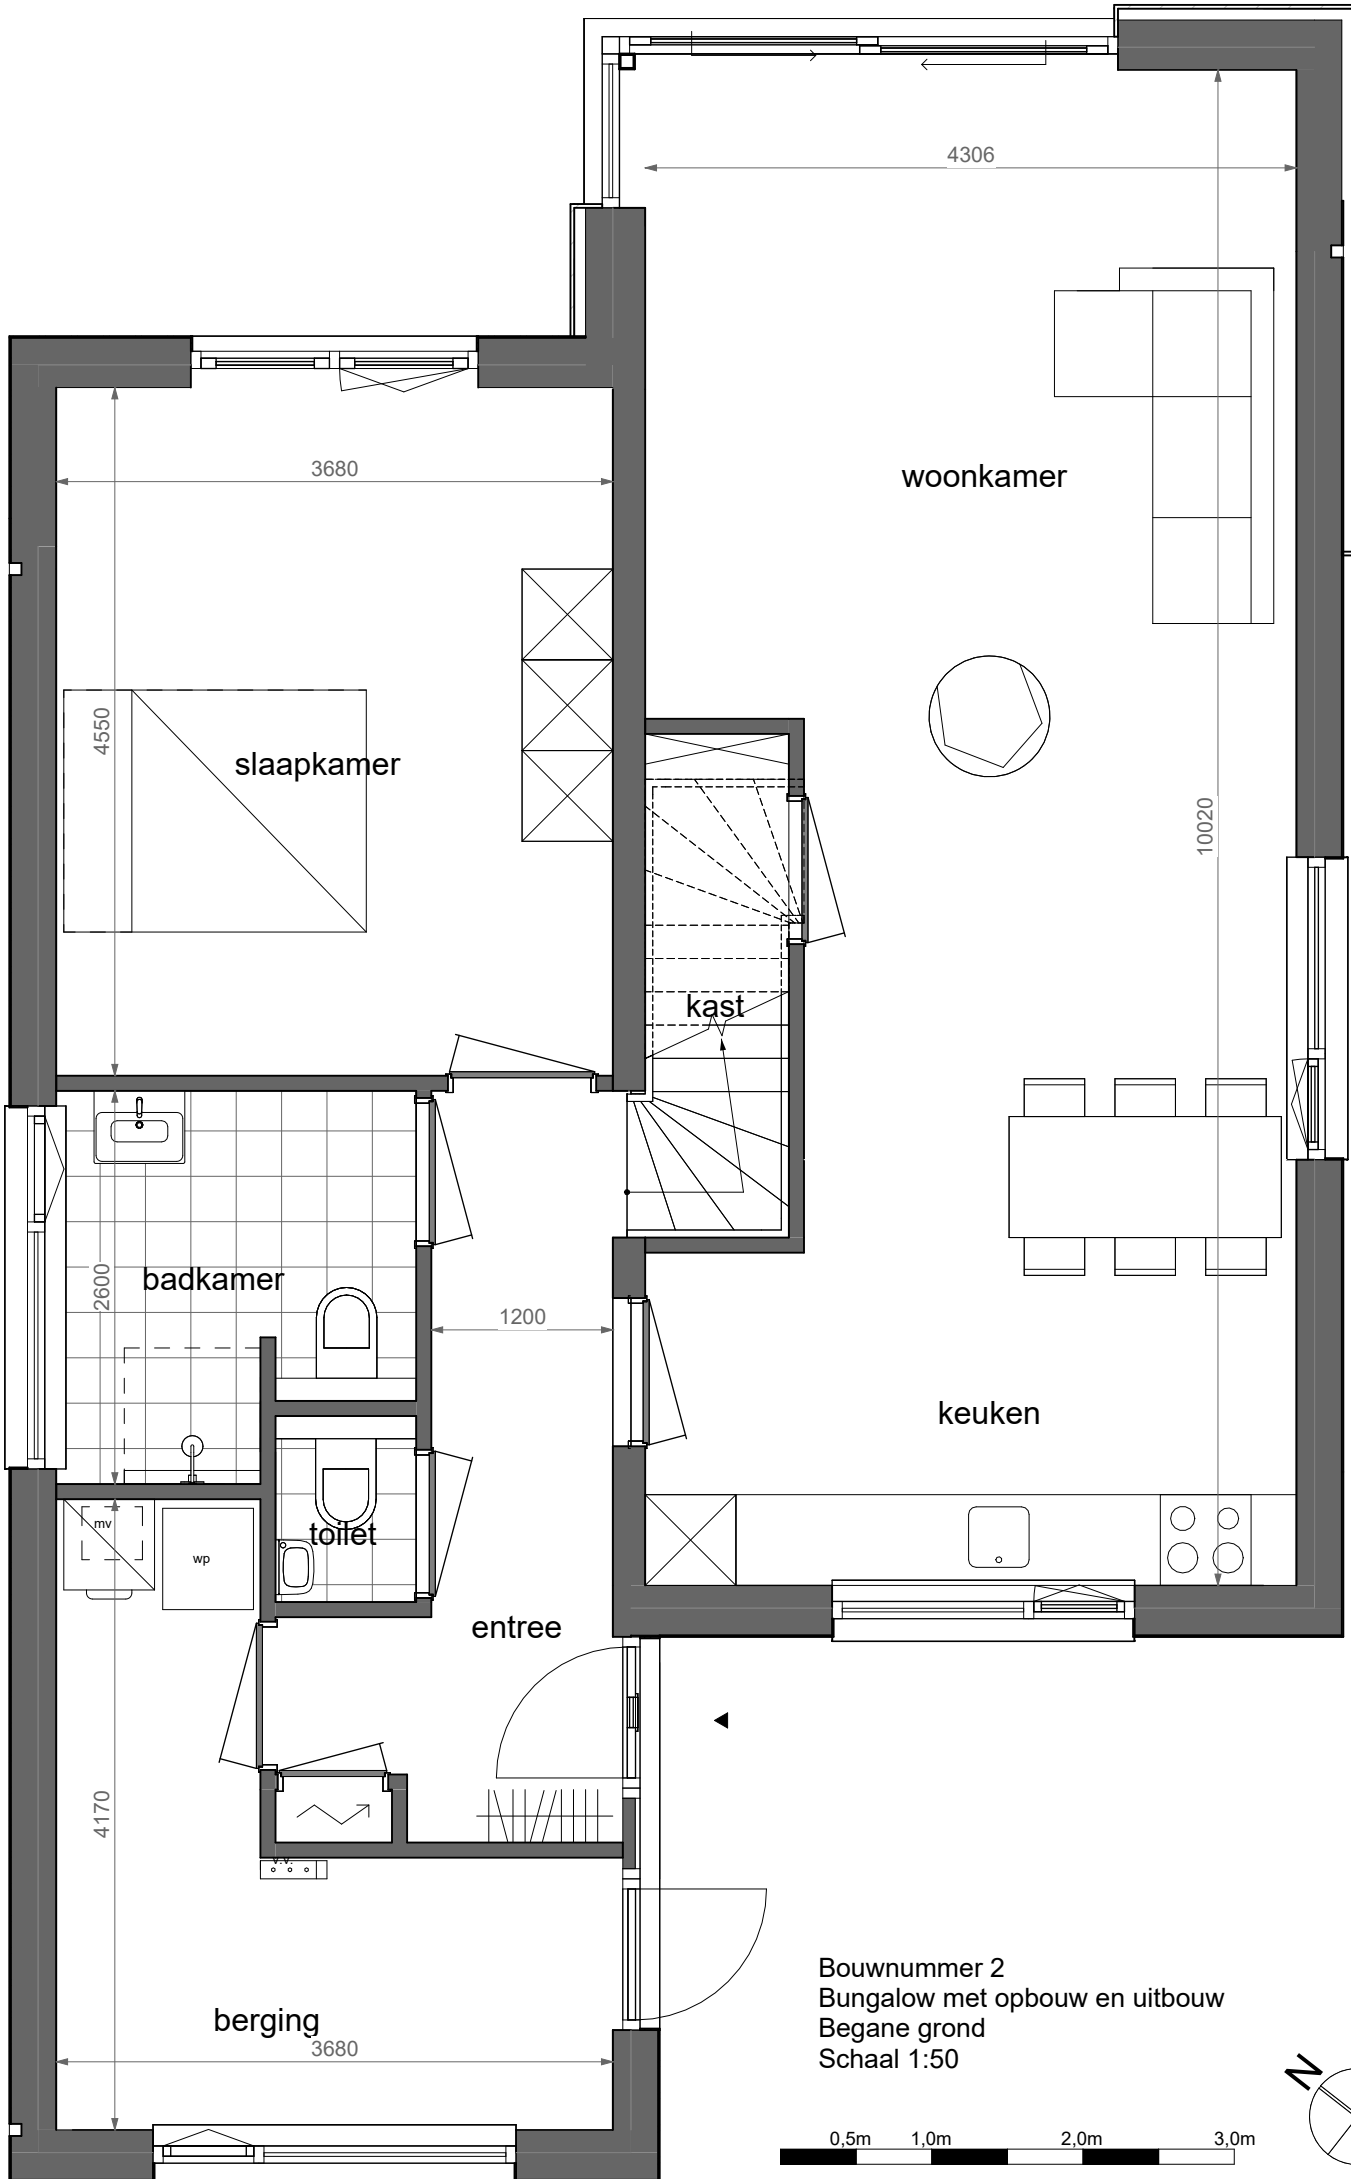 4306
woonkamer
3680
4550
slaapkamer
10020
kast
badkamer
2600
1200
keuken
mv
wp
toilet
entree
4170
v.v.
berging
3680
Bouwnummer 2
Bungalow met opbouw en uitbouw
Begane grond
Schaal 1:50
N
0,5m 1,0m 2,0m 3,0m